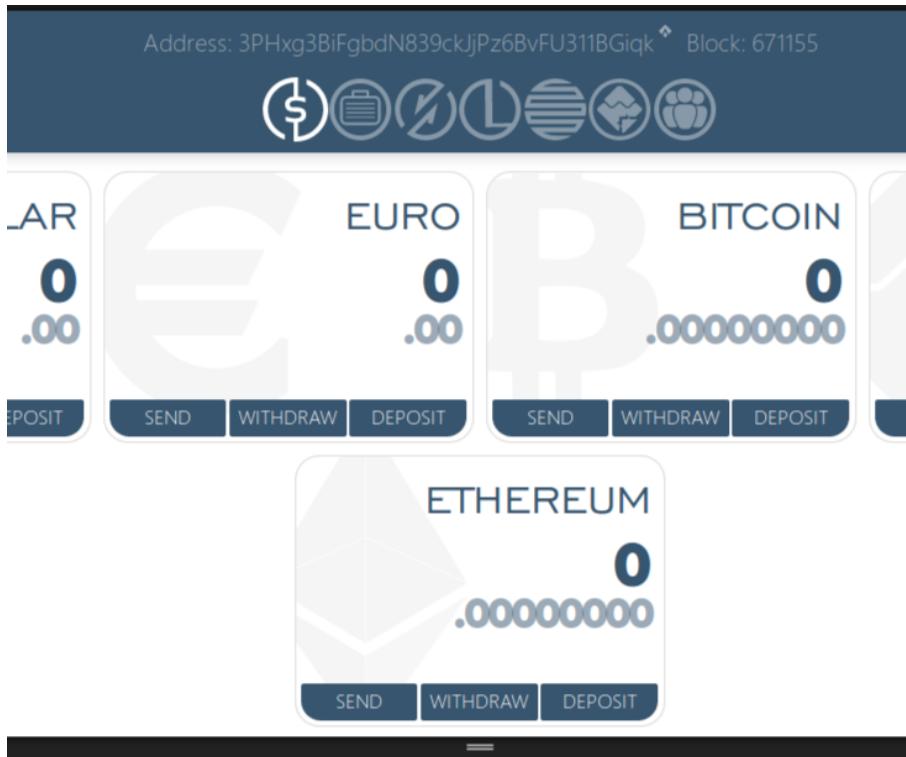 Address: 3PHxg3BiFgbdN839ckJjPz6BvFU311BGiqk Block: 671155
LAR EURO BITCOIN
0 0 0
.00 .00 .00000000
EPOSIT SEND WITHDRAW DEPOSIT SEND WITHDRAW DEPOSIT
ETHEREUM
0
.00000000
SEND WITHDRAW DEPOSIT